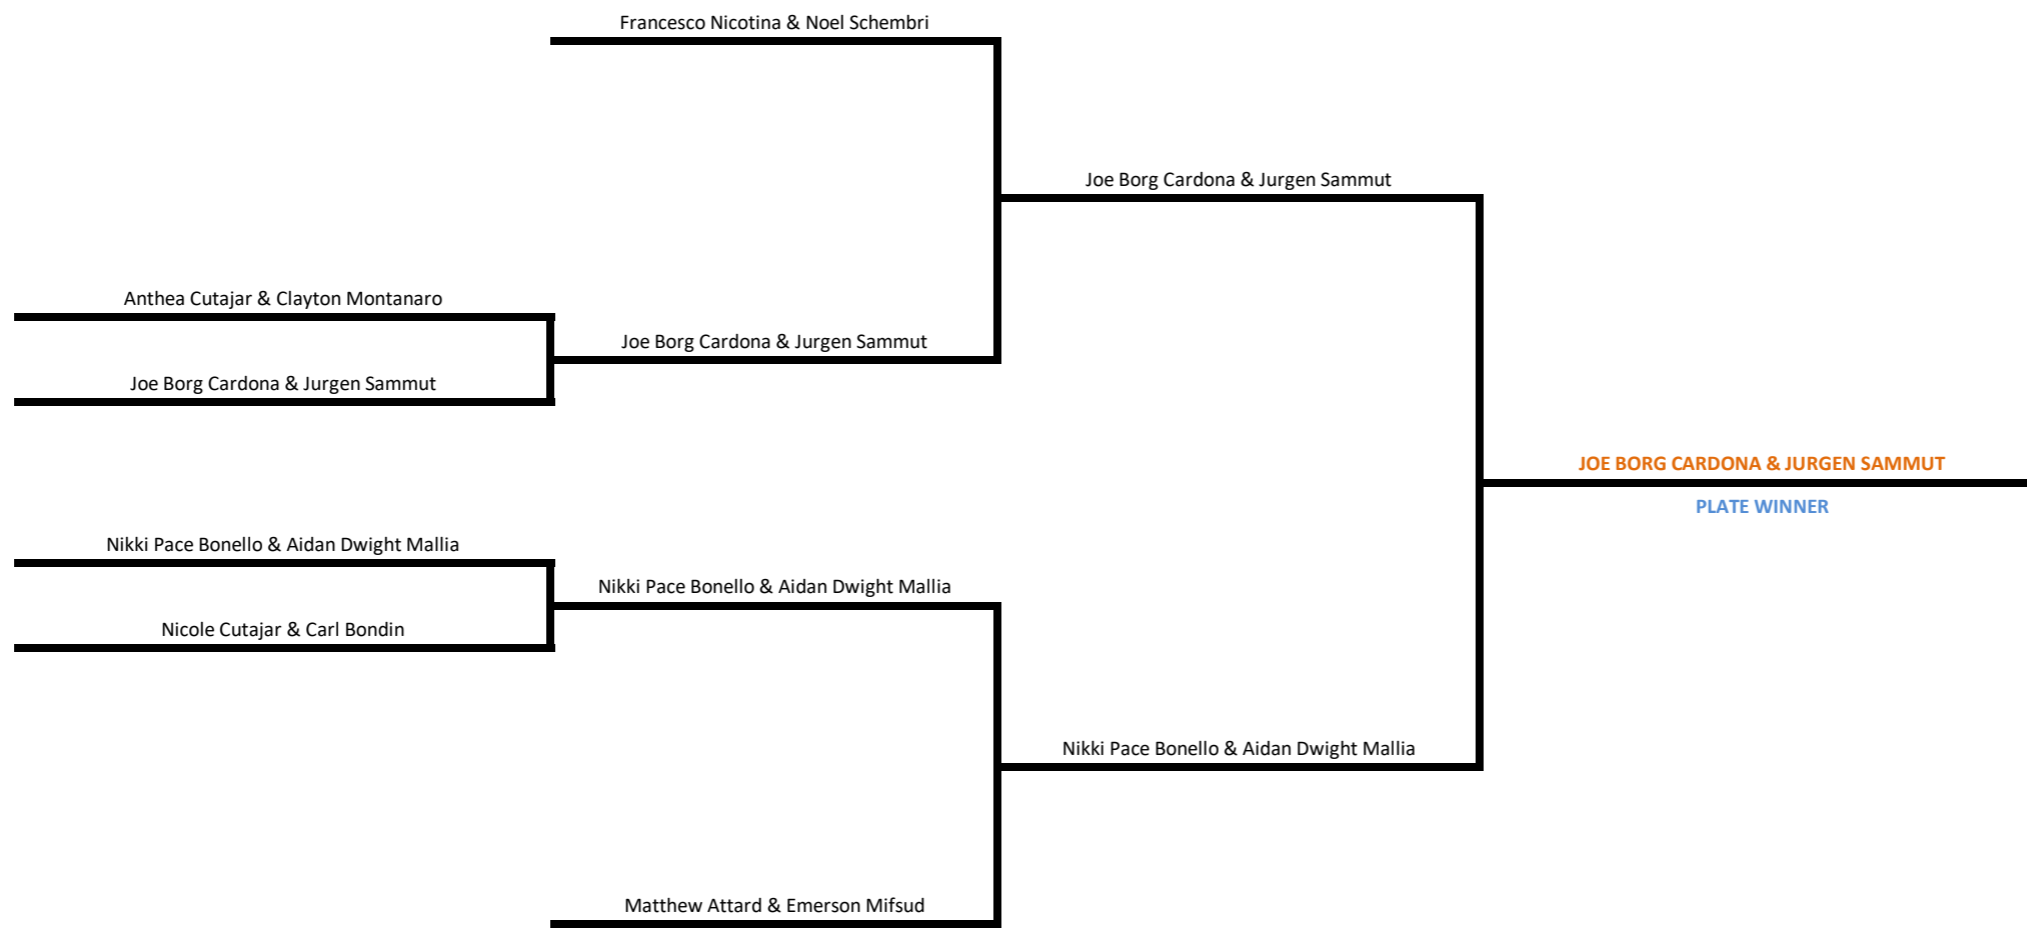 Francesco Nicotina & Noel Schembri
Joe Borg Cardona & Jurgen Sammut
Anthea Cutajar & Clayton Montanaro
Joe Borg Cardona & Jurgen Sammut
Joe Borg Cardona & Jurgen Sammut
JOE BORG CARDONA & JURGEN SAMMUT
PLATE WINNER
Nikki Pace Bonello & Aidan Dwight Mallia
Nikki Pace Bonello & Aidan Dwight Mallia
Nicole Cutajar & Carl Bondin
Nikki Pace Bonello & Aidan Dwight Mallia
Matthew Attard & Emerson Mifsud